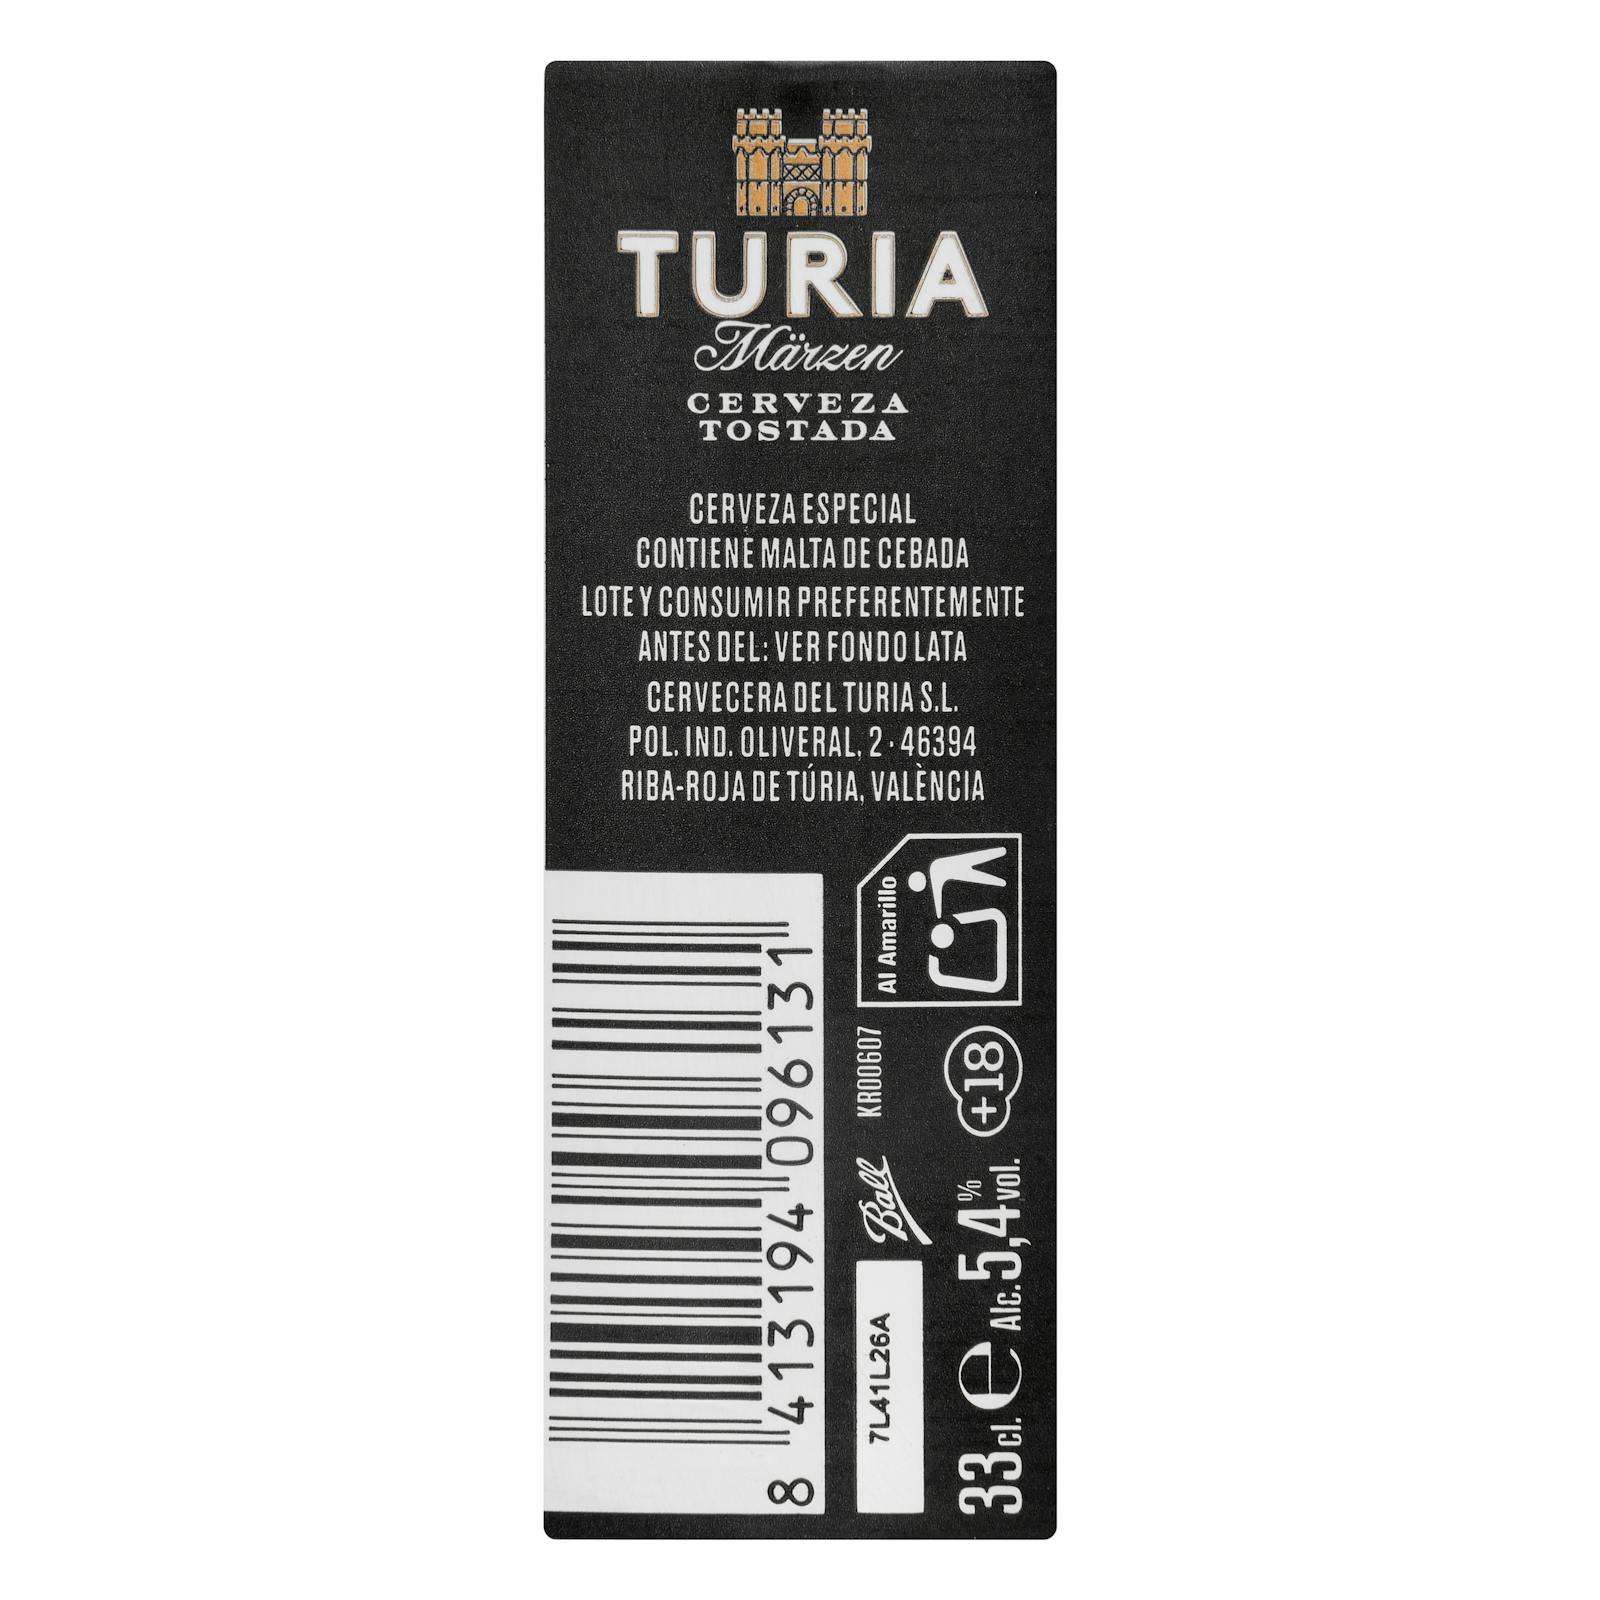 TURIA
Märzen
CERVEZA
TOSTADA
CERVEZA ESPECIAL
CONTIENE MALTA DE CEBADA
LOTE Y CONSUMIR PREFERENTEMENTE
ANTES DEL: VER FONDO LATA
CERVECERA DEL TURIA S.L.
POL. IND. OLIVERAL, 2 · 46394
RIBA-ROJA DE TÚRIA, VALÈNCIA
8 413194 096131
Al Amarillo
KR00607
Ball
7L41L26A
+18
33 cl. e Alc. 5,4 % vol.